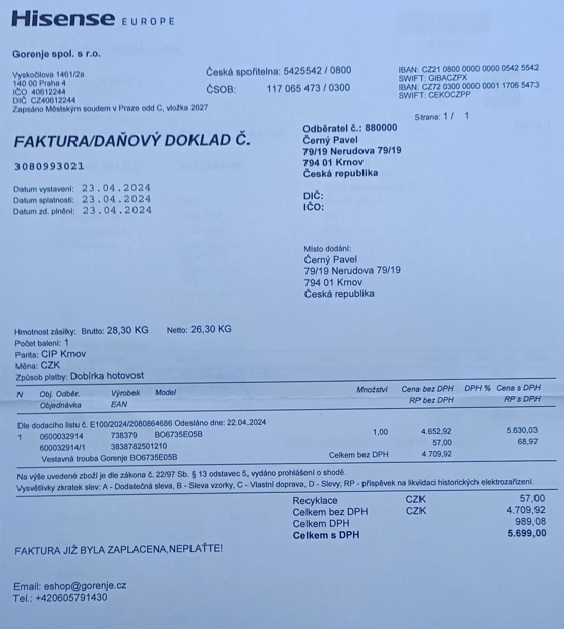 Hisense EUROPE
Gorenje spol. s r.o.
Vyskočilova 1461/2a
140 00 Praha 4
IČO 40612244
DIČ CZ40612244
Zapsáno Městským soudem v Praze odd C, vložka 2627
Česká spořitelna: 5425542 / 0800
ČSOB: 117 065 473 / 0300
IBAN: CZ21 0800 0000 0000 0542 5542
SWIFT: GIBACZPX
IBAN: CZ72 0300 0000 0001 1706 5473
SWIFT: CEKOCZPP
Strana: 1 / 1
FAKTURA/DAŇOVÝ DOKLAD Č.
3080993021
Datum vystavení: 23.04.2024
Datum splatnosti: 23.04.2024
Datum zd. plnění: 23.04.2024
Odběratel č.: 880000
Černý Pavel
79/19 Nerudova 79/19
794 01 Krnov
Česká republika
DIČ:
IČO:
Místo dodání:
Černý Pavel
79/19 Nerudova 79/19
794 01 Krnov
Česká republika
Hmotnost zásilky: Brutto: 28,30 KG Netto: 26,30 KG
Počet balení: 1
Parita: CIP Krnov
Měna: CZK
Způsob platby: Dobírka hotovost
N Obj. Odběr. Výrobek Model Množství Cena bez DPH DPH % Cena s DPH
Objednávka EAN RP bez DPH RP s DPH
Dle dodacího listu č. E100/2024/2080864686 Odesláno dne: 22.04.2024
1 0600032914 738379 BO6735E05B 1,00 4.652,92 5.630,03
600032914/1 3838782501210 57,00 68,97
Vestavná trouba Gorenje BO6735E05B Celkem bez DPH 4.709,92
Na výše uvedené zboží je dle zákona č. 22/97 Sb. § 13 odstavec 5, vydáno prohlášení o shodě.
Vysvětlivky zkratek slev: A - Dodatečná sleva, B - Sleva vzorky, C - Vlastní doprava, D - Slevy; RP - příspěvek na likvidaci historických elektrozařízení.
Recyklace CZK 57,00
Celkem bez DPH CZK 4.709,92
Celkem DPH 989,08
Celkem s DPH 5.699,00
FAKTURA JIŽ BYLA ZAPLACENA,NEPLAŤTE!
Email: eshop@gorenje.cz
Tel.: +420605791430